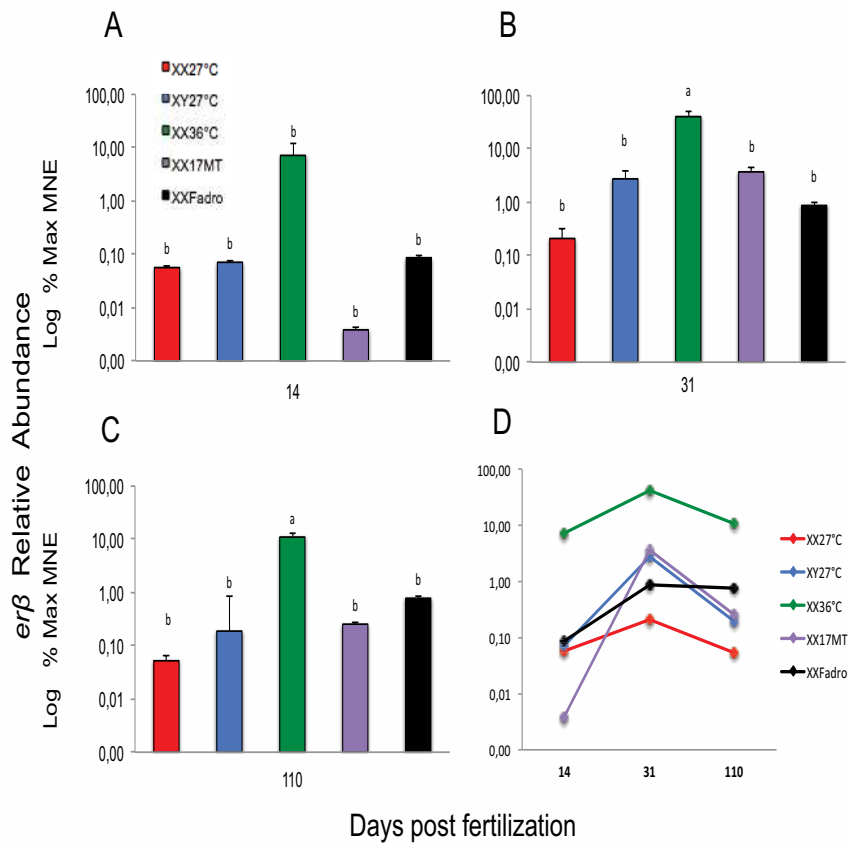 A
XX27°C
XY27°C
XX36°C
XX17MT
XXFadro
100,00
10,00
1,00
0,10
0,01
0,00
b
b
b
b
b
14
B
100,00
10,00
1,00
0,10
0,01
0,00
b
b
a
b
b
31
C
100,00
10,00
1,00
0,10
0,01
0,00
b
b
a
b
b
110
D
100,00
10,00
1,00
0,10
0,01
0,00
14
31
110
XX27°C
XY27°C
XX36°C
XX17MT
XXFadro
erβ Relative Abundance
Log % Max MNE
Log % Max MNE
Days post fertilization